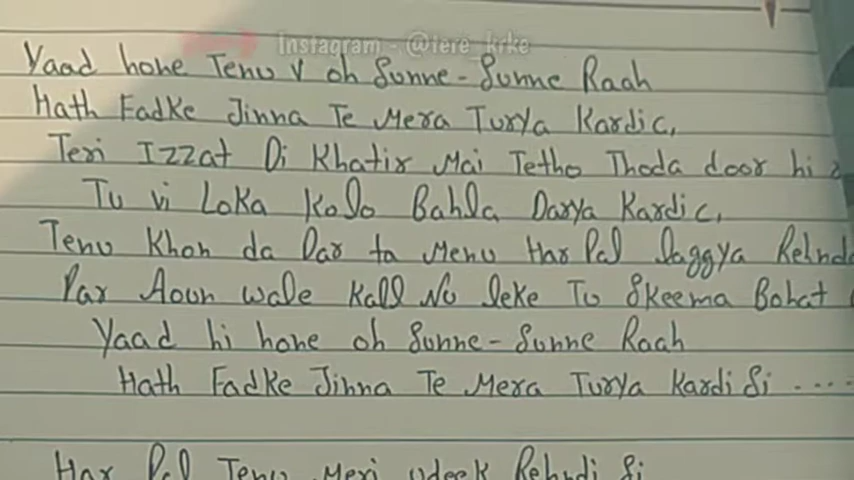 Instagram - @tere_krke
Yaad hone Tenu V oh Sunne-Sunne Raah
Hath Fadke Jinna Te Mera Turya Kardic,
Teri Izzat Di Khatir Mai Tetho Thoda door hi
Tu vi Loka Kolo Bahla Darya Kardic,
Tenu Khon da Dar ta Menu Har Pal Laggya Rehnda
Par Aoun wale Kall Nu leke Tu Skeema Bohat
Yaad hi hone oh Sunne-Sunne Raah
Hath Fadke Jinna Te Mera Turya Kardi Si ....
Har Pal Tenu Meri udeek Rehndi Si